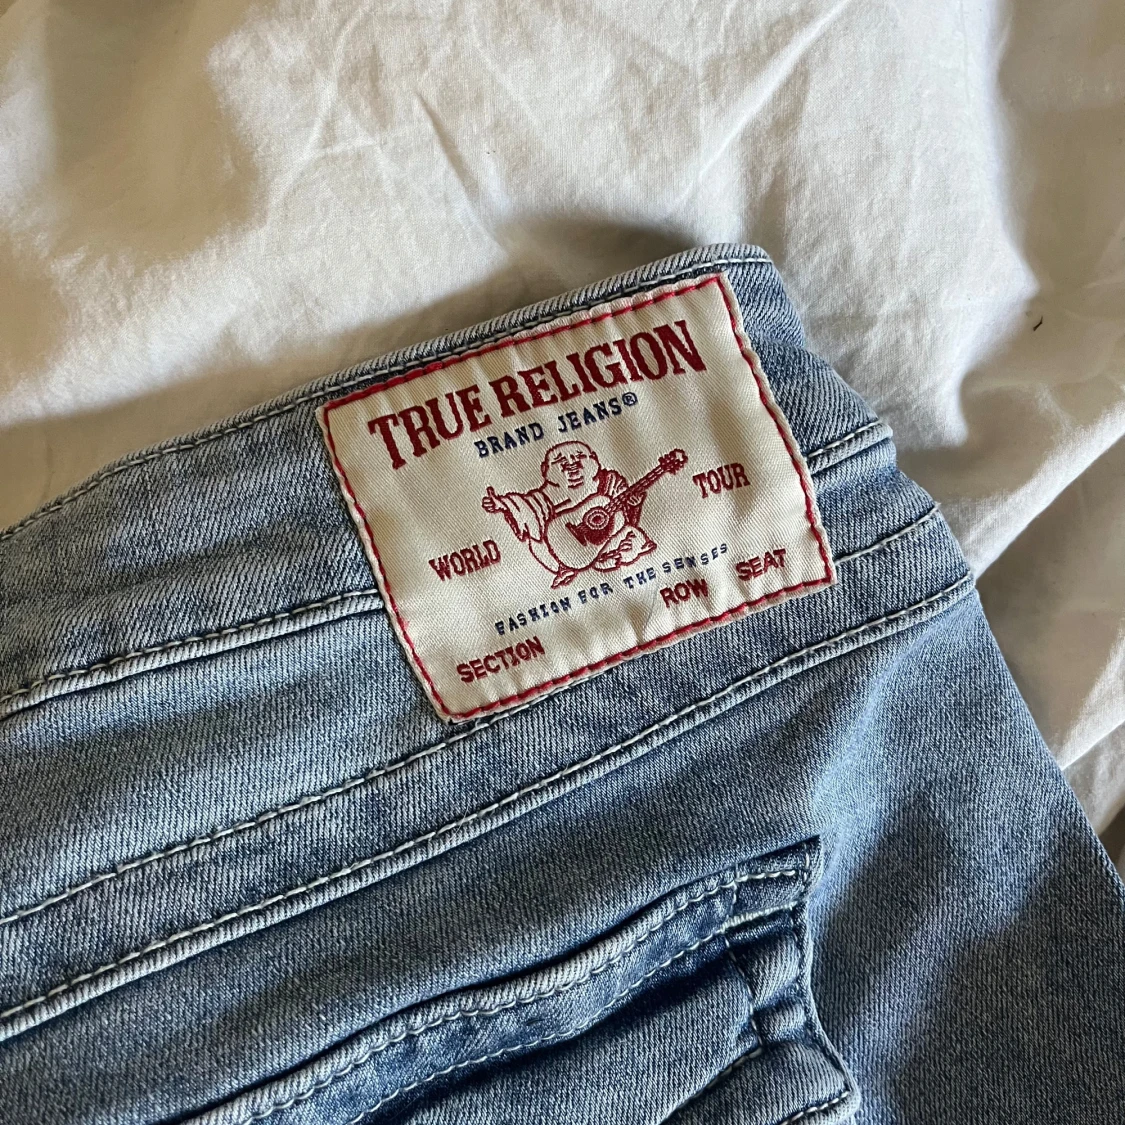 TRUE RELIGION
BRAND JEANS®
WORLD TOUR
FASHION FOR THE SENSES
SECTION ROW SEAT